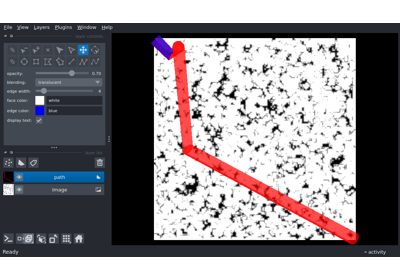 File View Layers Plugins Window Help
opacity: 0.70
blending: translucent
edge width:
face color: white
edge color: blue
display text:
path
Image
Ready
activity